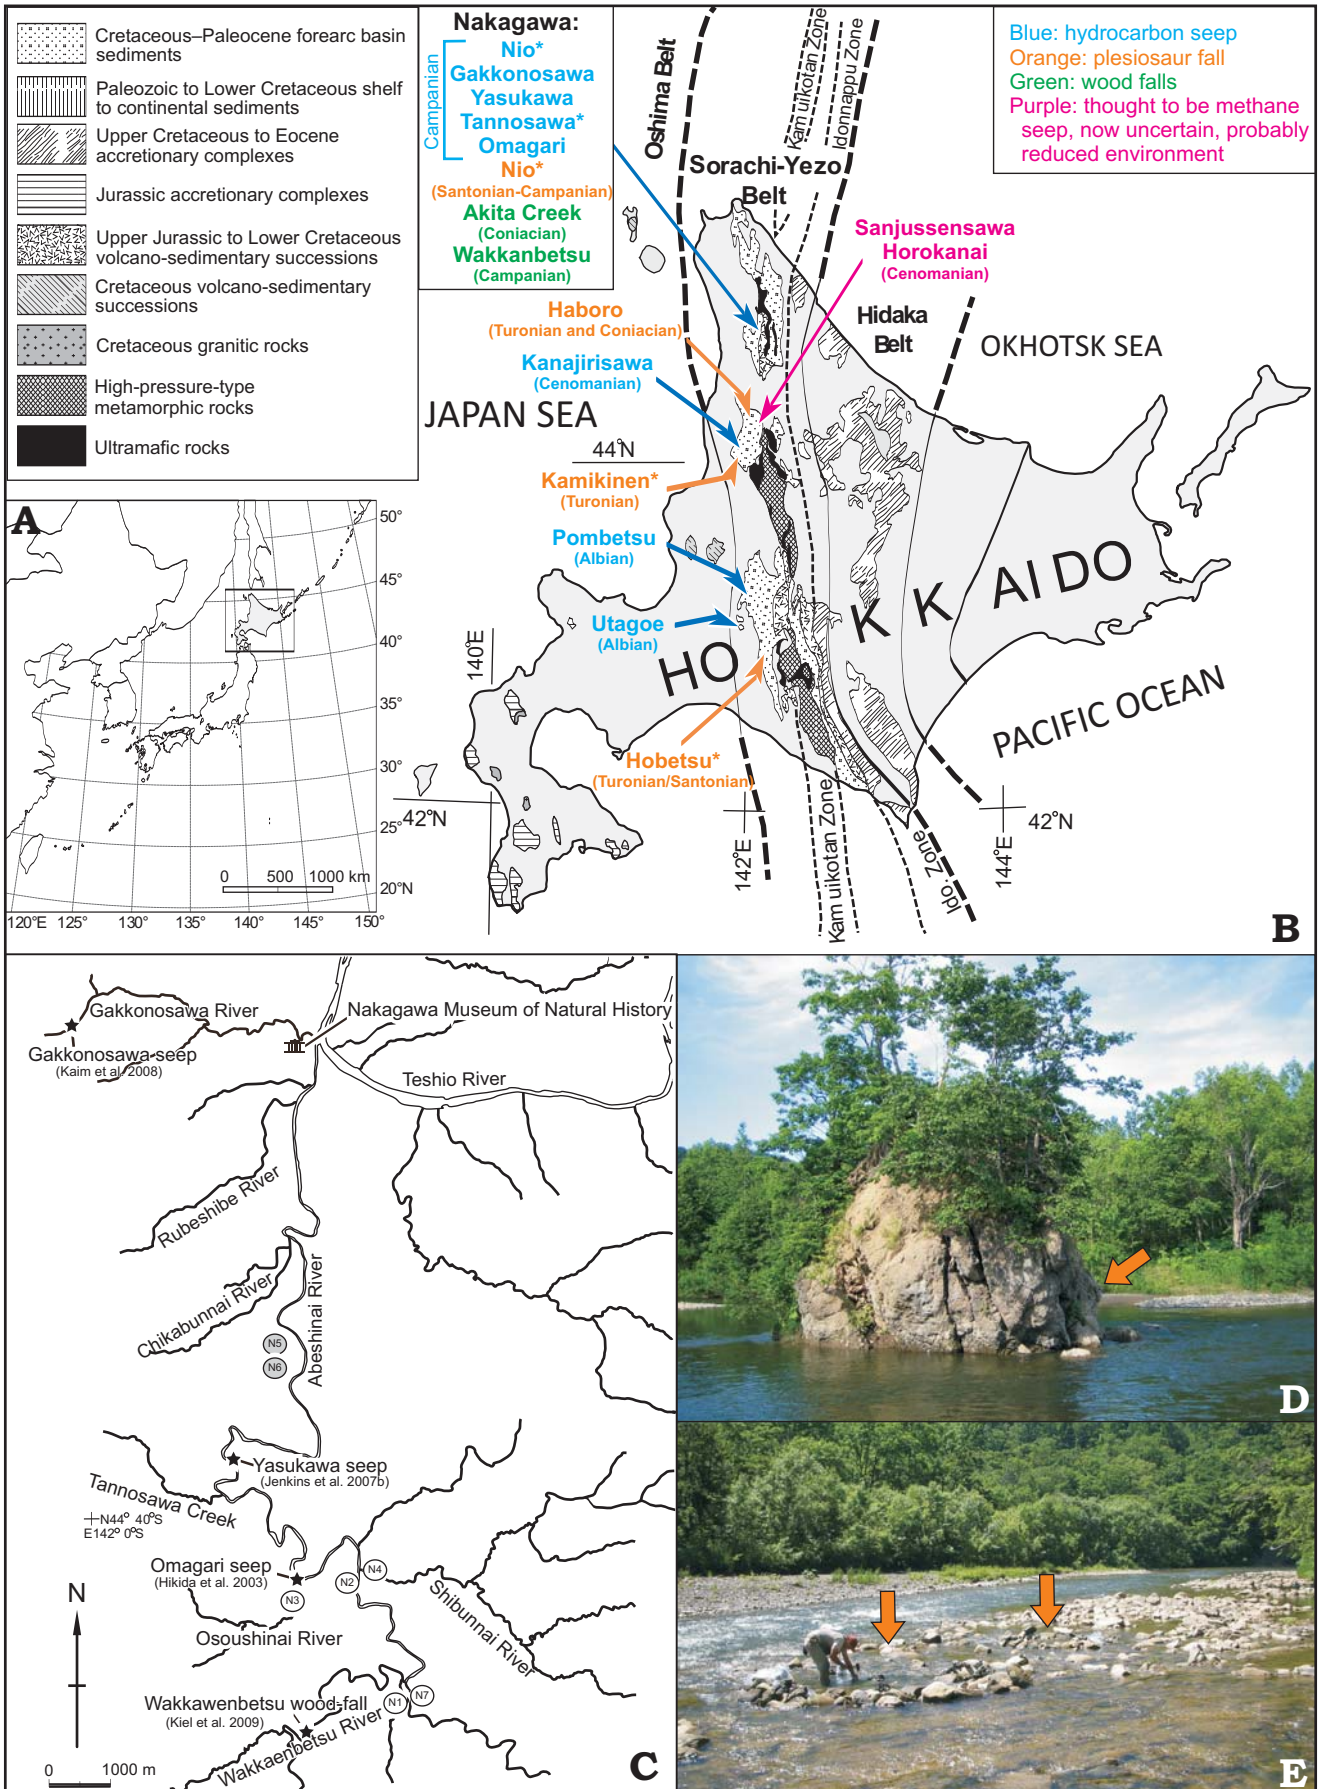 Cretaceous–Paleocene forearc basin
sediments
Paleozoic to Lower Cretaceous shelf
to continental sediments
Upper Cretaceous to Eocene
accretionary complexes
Jurassic accretionary complexes
Upper Jurassic to Lower Cretaceous
volcano-sedimentary successions
Cretaceous volcano-sedimentary
successions
Cretaceous granitic rocks
High-pressure-type
metamorphic rocks
Ultramafic rocks
Nakagawa:
Campanian
Nio*
Gakkonosawa
Yasukawa
Tannosawa*
Omagari
Nio*
(Santonian-Campanian)
Akita Creek
(Coniacian)
Wakkanbetsu
(Campanian)
Blue: hydrocarbon seep
Orange: plesiosaur fall
Green: wood falls
Purple: thought to be methane
seep, now uncertain, probably
reduced environment
Oshima Belt
Kam uikotan Zone
Idonnappu Zone
Sorachi-Yezo
Belt
Sanjussensawa
Horokanai
(Cenomanian)
Haboro
(Turonian and Coniacian)
Hidaka
Belt
OKHOTSK SEA
Kanajirisawa
(Cenomanian)
JAPAN SEA
44°N
Kamikinen*
(Turonian)
Pombetsu
(Albian)
Utagoe
(Albian)
HO K K AI DO
140°E
PACIFIC OCEAN
Hobetsu*
(Turonian/Santonian)
42°N
42°N
142°E
144°E
Kam uikotan Zone
Ido. Zone
B
A
50°
45°
40°
35°
30°
25°
20°N
0 500 1000 km
120°E 125° 130° 135° 140° 145° 150°
Gakkonosawa River
Nakagawa Museum of Natural History
Gakkonosawa seep
(Kaim et al. 2008)
Teshio River
Rubeshibe River
Chikabunnai River
Abeshinai River
N5
N6
Yasukawa seep
(Jenkins et al. 2007b)
Tannosawa Creek
N44° 40°S
E142° 0°S
Omagari seep
(Hikida et al. 2003)
N4
N2
N3
Shibunnai River
Osoushinai River
N
Wakkawenbetsu wood-fall
(Kiel et al. 2009)
N1
N7
Wakkaenbetsu River
0 1000 m
C
D
E